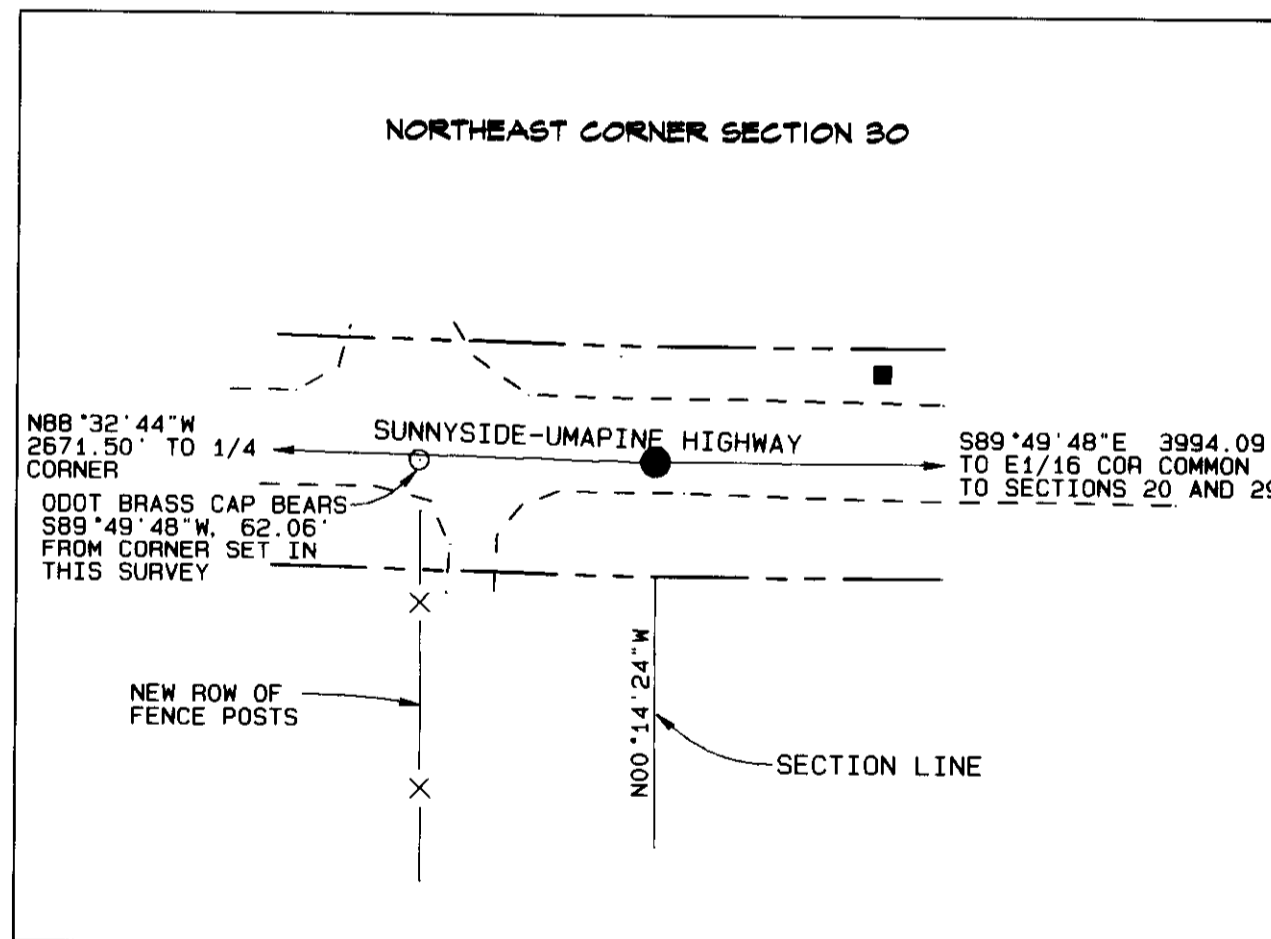 NORTHEAST CORNER SECTION 30
N88°32'44"W
2671.50' TO 1/4
CORNER
SUNNYSIDE-UMAPINE HIGHWAY
S89°49'48"E 3994.09
TO E1/16 COR COMMON
TO SECTIONS 20 AND 29
ODOT BRASS CAP BEARS
S89°49'48"W, 62.06'
FROM CORNER SET IN
THIS SURVEY
NEW ROW OF
FENCE POSTS
N00°14'24"W
SECTION LINE